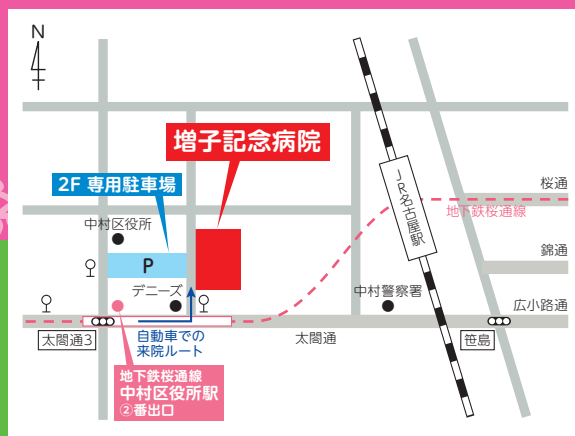 N
増子記念病院
2F 専用駐車場
中村区役所
P
デニーズ
JR名古屋駅
桜通
地下鉄桜通線
錦通
中村警察署
広小路通
太閤通3
自動車での
来院ルート
太閤通
笹島
地下鉄桜通線
中村区役所駅
②番出口